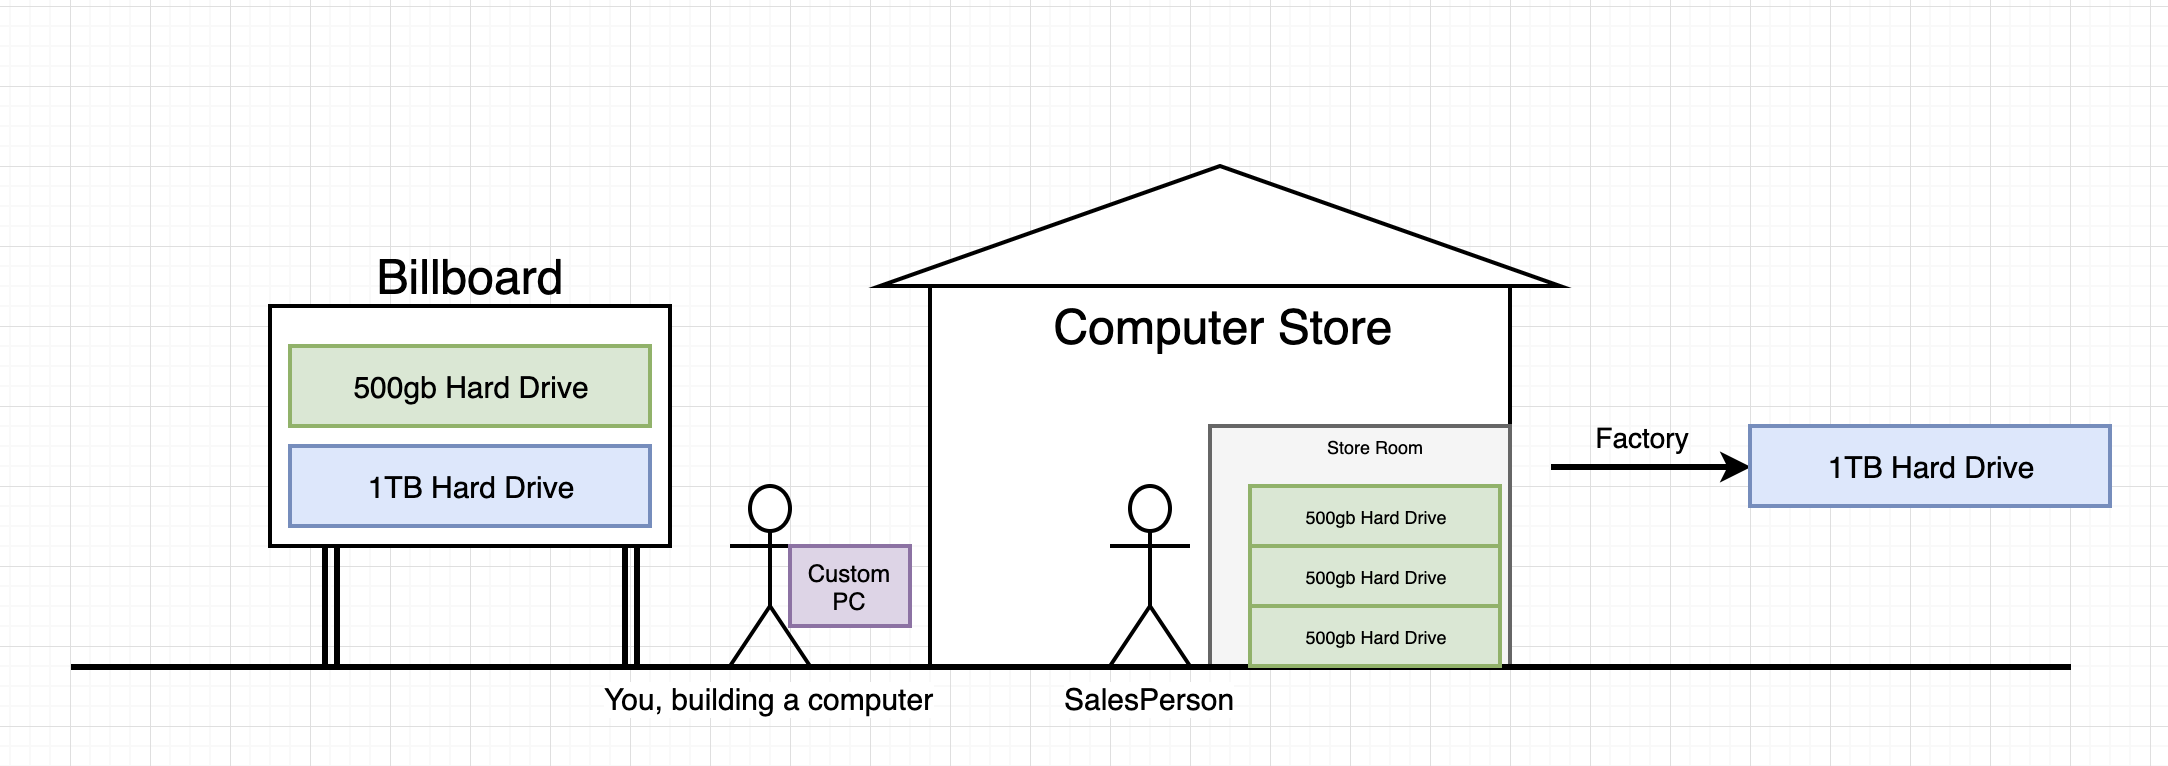 Billboard
500gb Hard Drive
1TB Hard Drive
Custom
PC
You, building a computer
Computer Store
Store Room
500gb Hard Drive
500gb Hard Drive
500gb Hard Drive
SalesPerson
Factory
1TB Hard Drive